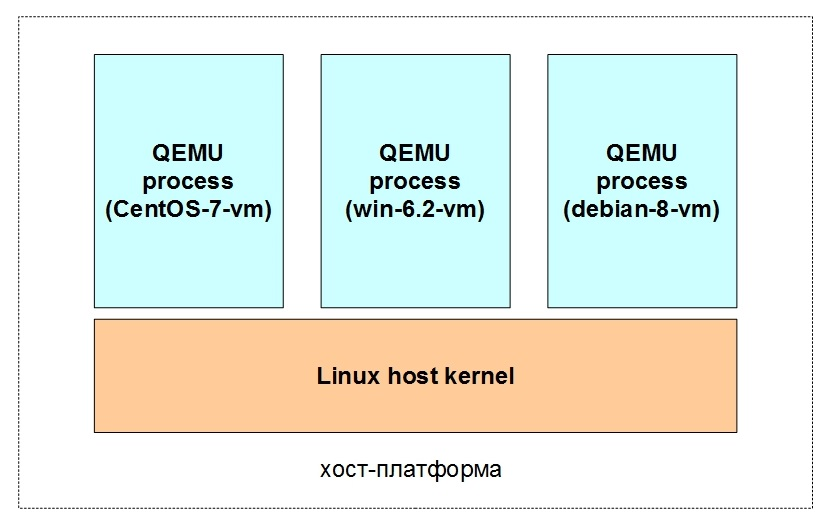 QEMU
process
(CentOS-7-vm)
QEMU
process
(win-6.2-vm)
QEMU
process
(debian-8-vm)
Linux host kernel
хост-платформа